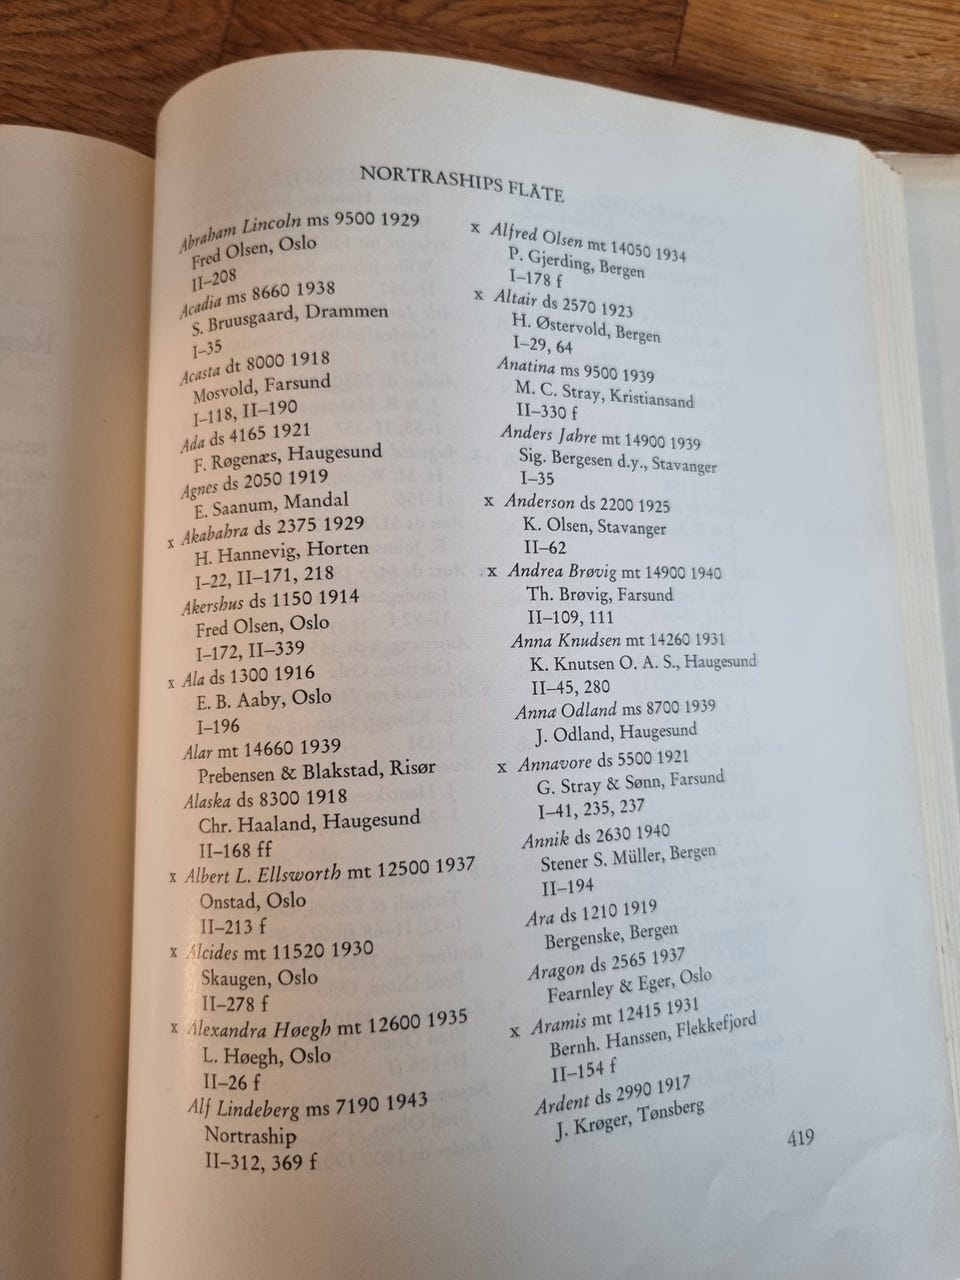 NORTRASHIPS FLÅTE
Abraham Lincoln ms 9500 1929
Fred Olsen, Oslo
II–208
Acadia ms 8660 1938
S. Bruusgaard, Drammen
I–35
Acasta dt 8000 1918
Mosvold, Farsund
I–118, II–190
Ada ds 4165 1921
F. Røgenæs, Haugesund
Agnes ds 2050 1919
E. Saanum, Mandal
x Akabahra ds 2375 1929
H. Hannevig, Horten
I–22, II–171, 218
Akershus ds 1150 1914
Fred Olsen, Oslo
I–172, II–339
x Ala ds 1300 1916
E. B. Aaby, Oslo
I–196
Alar mt 14660 1939
Prebensen & Blakstad, Risør
Alaska ds 8300 1918
Chr. Haaland, Haugesund
II–168 ff
x Albert L. Ellsworth mt 12500 1937
Onstad, Oslo
II–213 f
x Alcides mt 11520 1930
Skaugen, Oslo
II–278 f
x Alexandra Høegh mt 12600 1935
L. Høegh, Oslo
II–26 f
Alf Lindeberg ms 7190 1943
Nortraship
II–312, 369 f
x Alfred Olsen mt 14050 1934
P. Gjerding, Bergen
I–178 f
x Altair ds 2570 1923
H. Østervold, Bergen
I–29, 64
Anatina ms 9500 1939
M. C. Stray, Kristiansand
II–330 f
Anders Jahre mt 14900 1939
Sig. Bergesen d.y., Stavanger
I–35
x Anderson ds 2200 1925
K. Olsen, Stavanger
II–62
x Andrea Brøvig mt 14900 1940
Th. Brøvig, Farsund
II–109, 111
Anna Knudsen mt 14260 1931
K. Knutsen O. A. S., Haugesund
II–45, 280
Anna Odland ms 8700 1939
J. Odland, Haugesund
x Annavore ds 5500 1921
G. Stray & Sønn, Farsund
I–41, 235, 237
Annik ds 2630 1940
Stener S. Müller, Bergen
II–194
Ara ds 1210 1919
Bergenske, Bergen
Aragon ds 2565 1937
Fearnley & Eger, Oslo
x Aramis mt 12415 1931
Bernh. Hanssen, Flekkefjord
II–154 f
Ardent ds 2990 1917
J. Krøger, Tønsberg
419